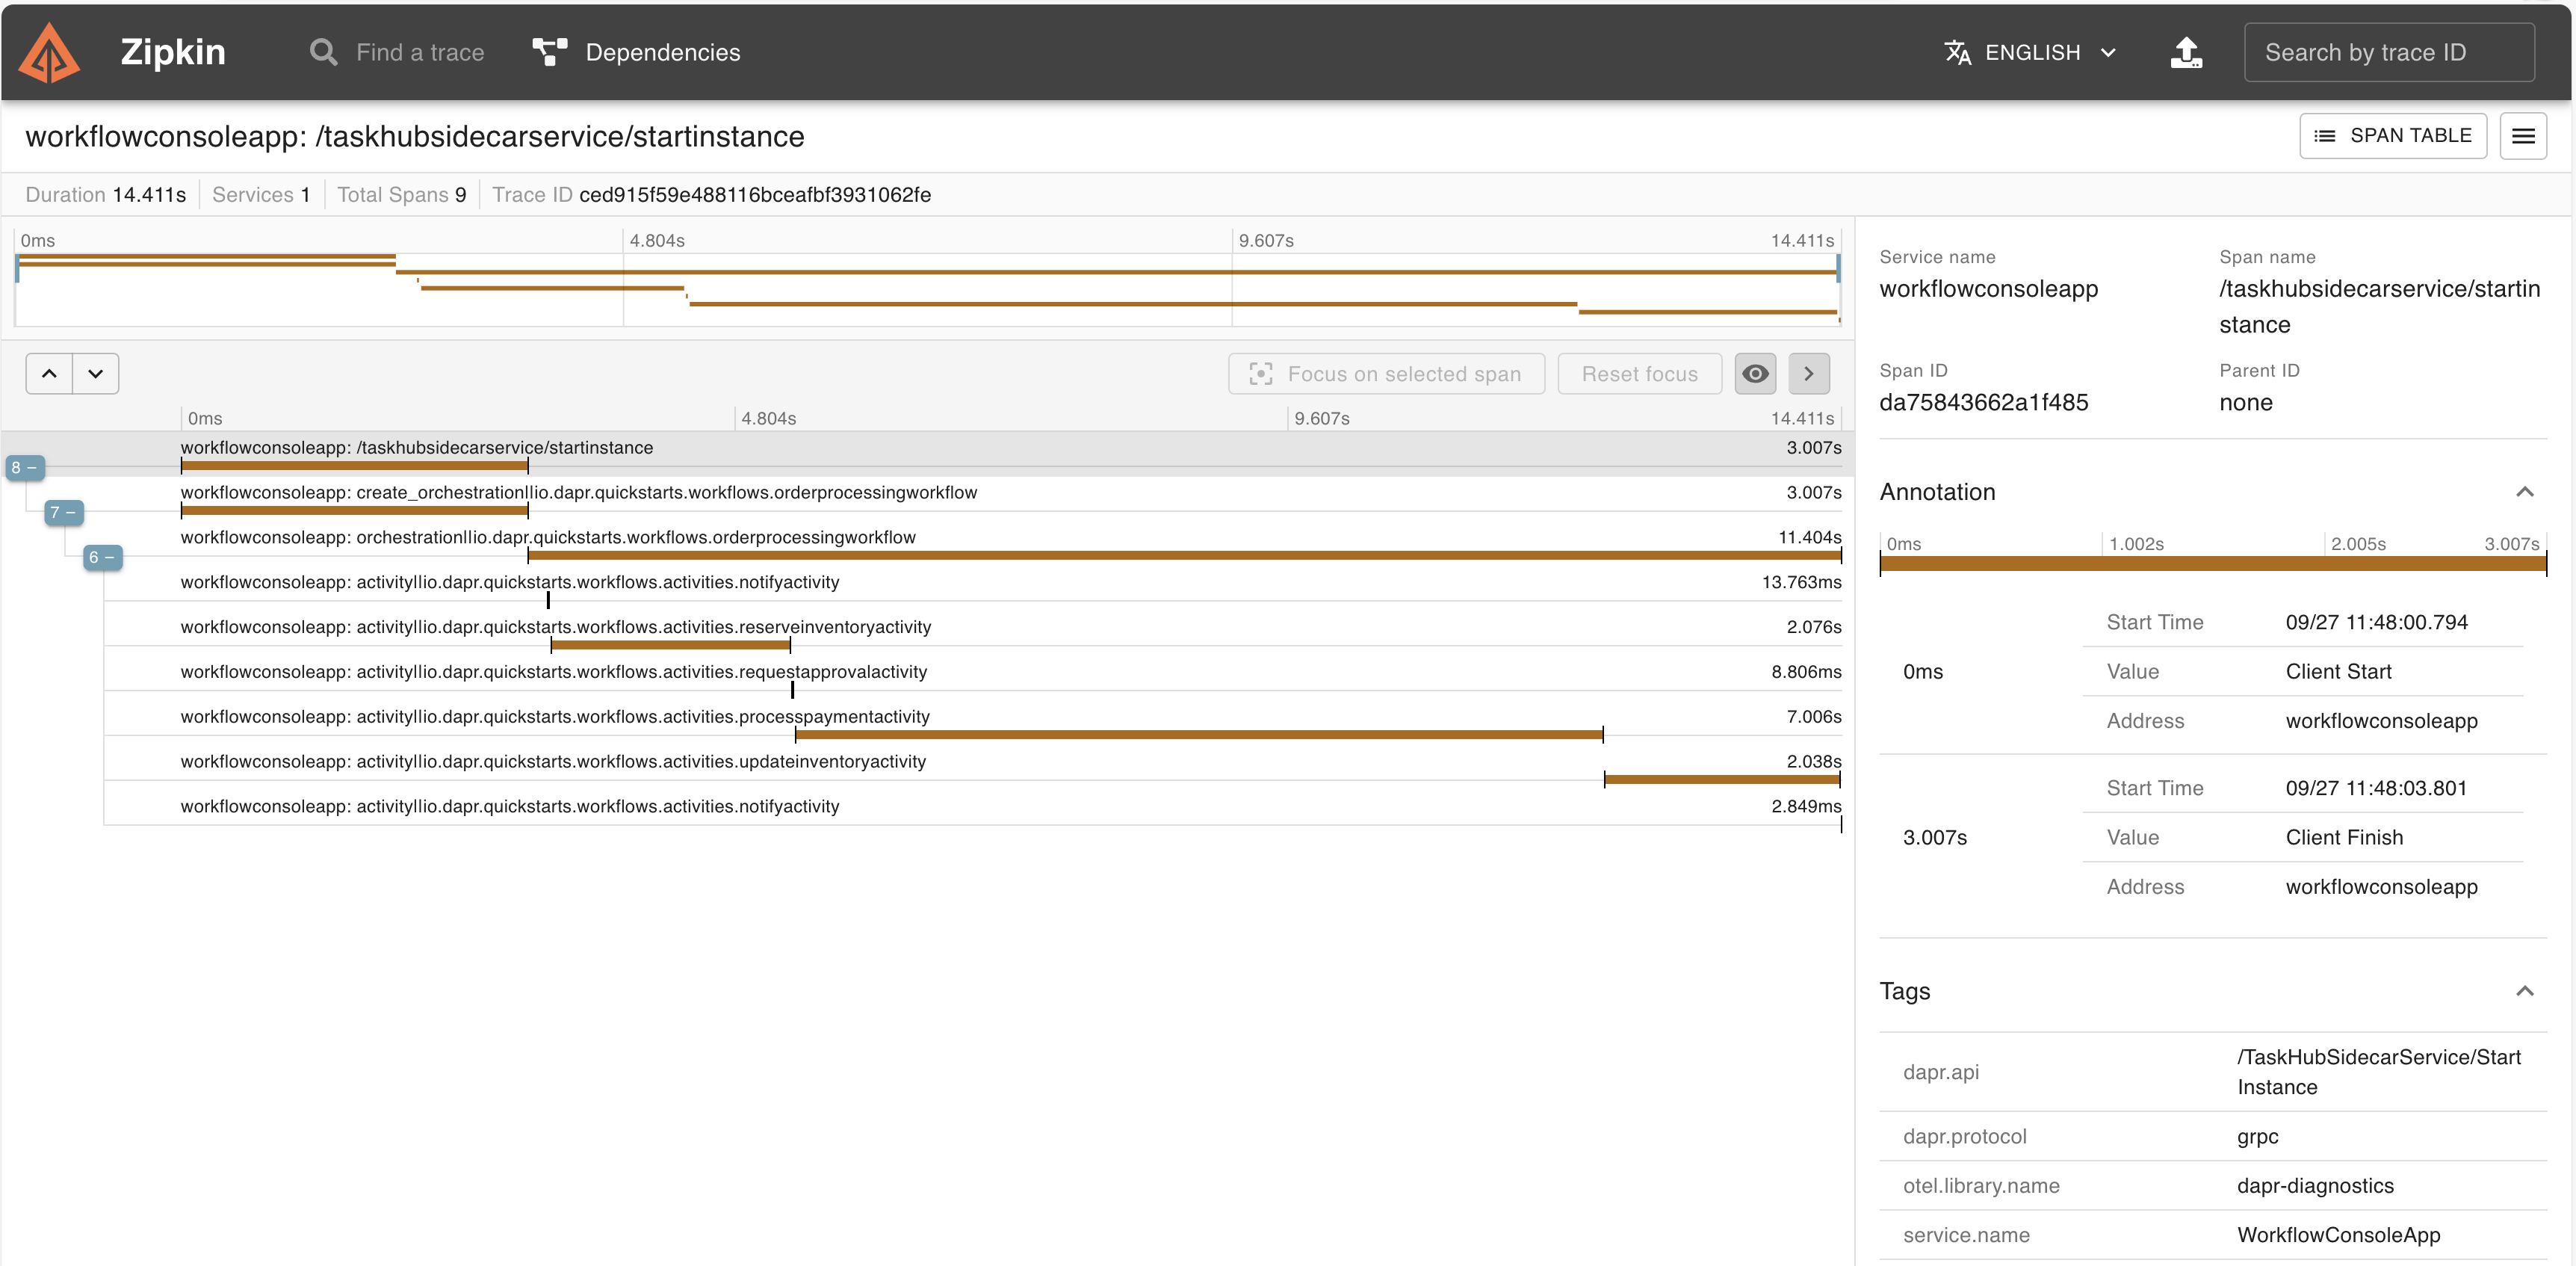 Zipkin
Find a trace
Dependencies
ENGLISH
Search by trace ID
workflowconsoleapp: /taskhubsidecarservice/startinstance
SPAN TABLE
Duration 14.411s
Services 1
Total Spans 9
Trace ID ced915f59e488116bceafbf3931062fe
0ms
4.804s
9.607s
14.411s
Focus on selected span
Reset focus
0ms
4.804s
9.607s
14.411s
workflowconsoleapp: /taskhubsidecarservice/startinstance 3.007s
8 −
workflowconsoleapp: create_orchestration||io.dapr.quickstarts.workflows.orderprocessingworkflow 3.007s
7 −
workflowconsoleapp: orchestration||io.dapr.quickstarts.workflows.orderprocessingworkflow 11.404s
6 −
workflowconsoleapp: activity||io.dapr.quickstarts.workflows.activities.notifyactivity 13.763ms
workflowconsoleapp: activity||io.dapr.quickstarts.workflows.activities.reserveinventoryactivity 2.076s
workflowconsoleapp: activity||io.dapr.quickstarts.workflows.activities.requestapprovalactivity 8.806ms
workflowconsoleapp: activity||io.dapr.quickstarts.workflows.activities.processpaymentactivity 7.006s
workflowconsoleapp: activity||io.dapr.quickstarts.workflows.activities.updateinventoryactivity 2.038s
workflowconsoleapp: activity||io.dapr.quickstarts.workflows.activities.notifyactivity 2.849ms
Service name
workflowconsoleapp
Span name
/taskhubsidecarservice/startin
stance
Span ID
da75843662a1f485
Parent ID
none
Annotation
0ms
1.002s
2.005s
3.007s
0ms
Start Time 09/27 11:48:00.794
Value Client Start
Address workflowconsoleapp
3.007s
Start Time 09/27 11:48:03.801
Value Client Finish
Address workflowconsoleapp
Tags
dapr.api
/TaskHubSidecarService/Start
Instance
dapr.protocol grpc
otel.library.name dapr-diagnostics
service.name WorkflowConsoleApp